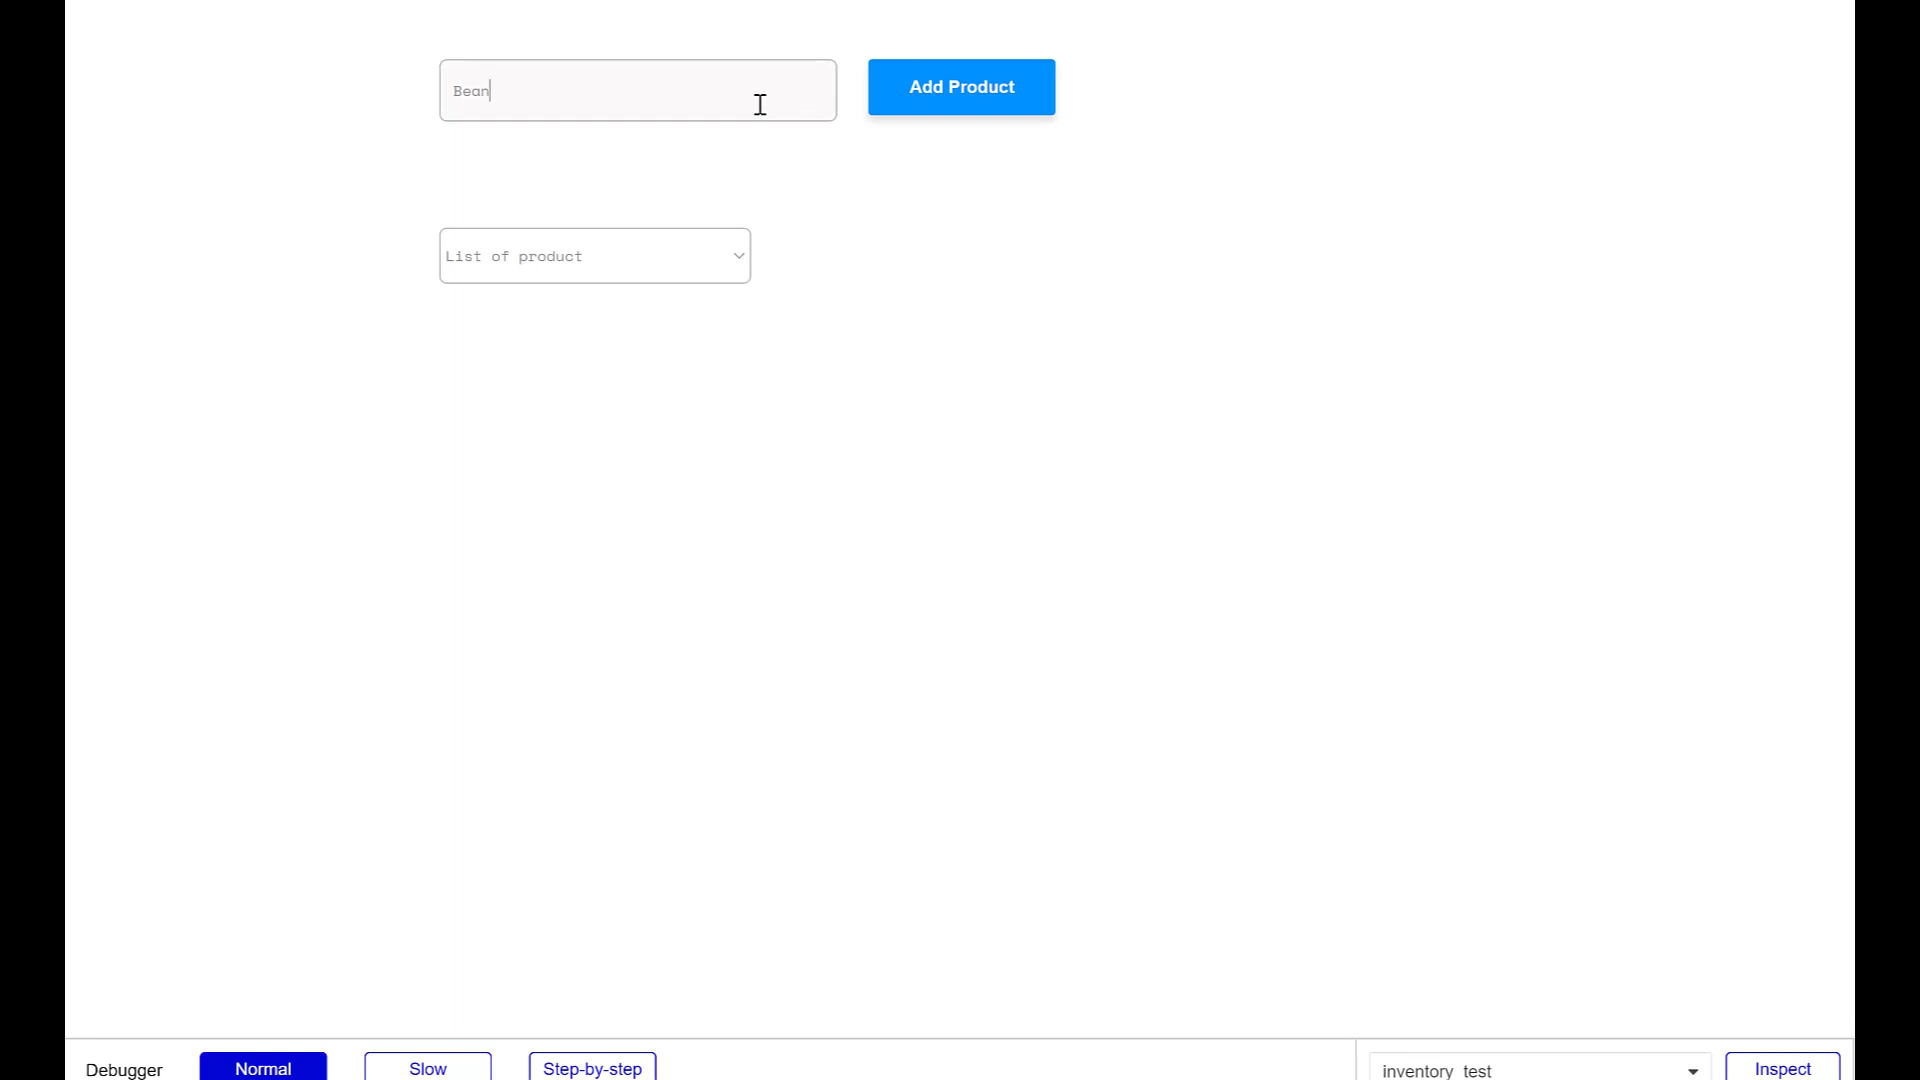 Bean
Add Product
List of product
Debugger
Normal
Slow
Step-by-step
inventory_test
Inspect